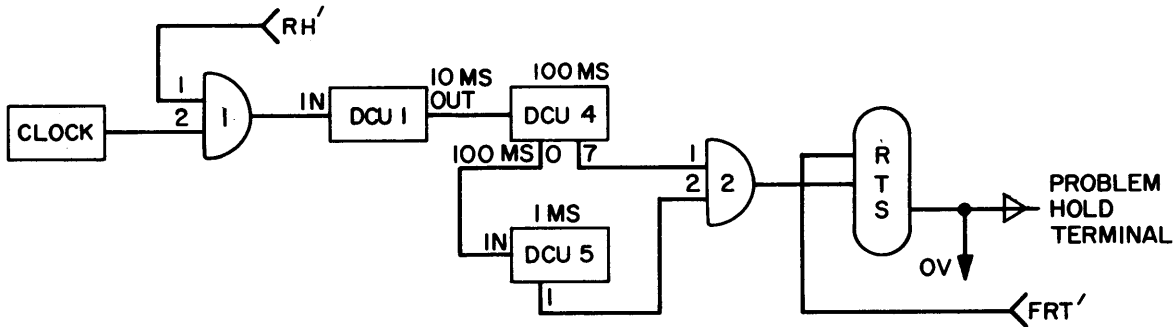 RH'
1
2
1
CLOCK
IN
DCU 1
10 MS
OUT
100 MS
DCU 4
100 MS
0
7
1
2
2
1 MS
IN
DCU 5
1
R
T
S
PROBLEM
HOLD
TERMINAL
0V
FRT'